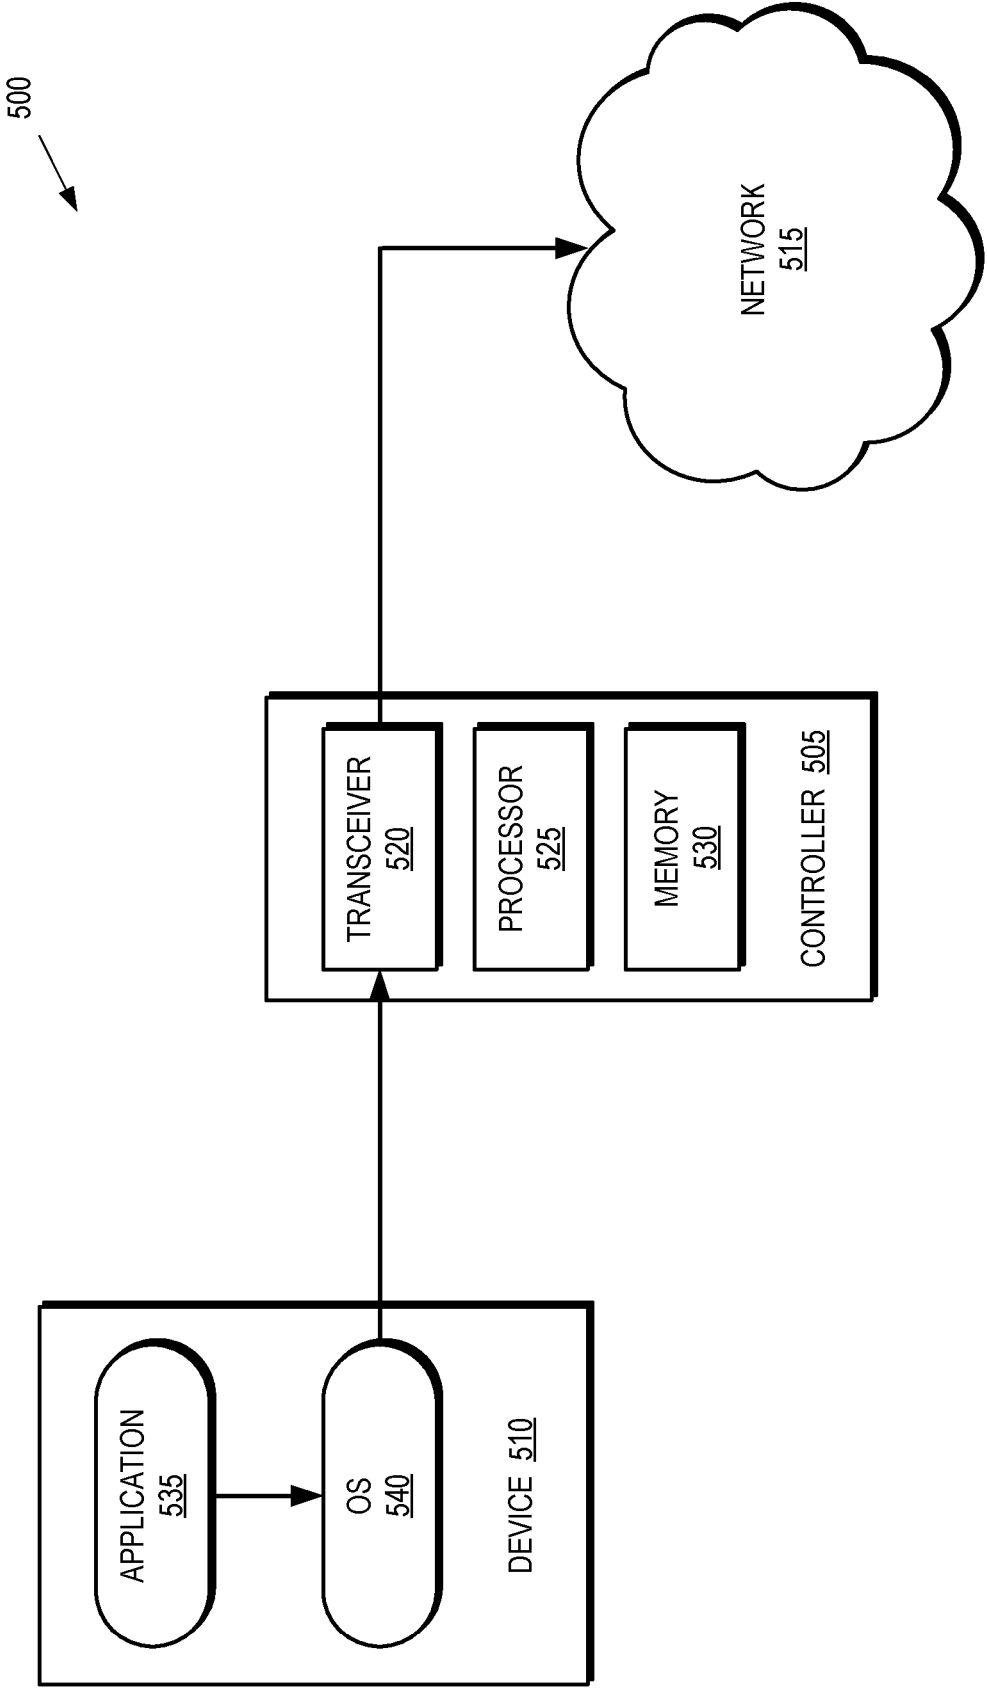 500
APPLICATION
535
OS
540
DEVICE 510
TRANSCEIVER
520
PROCESSOR
525
MEMORY
530
CONTROLLER 505
NETWORK
515